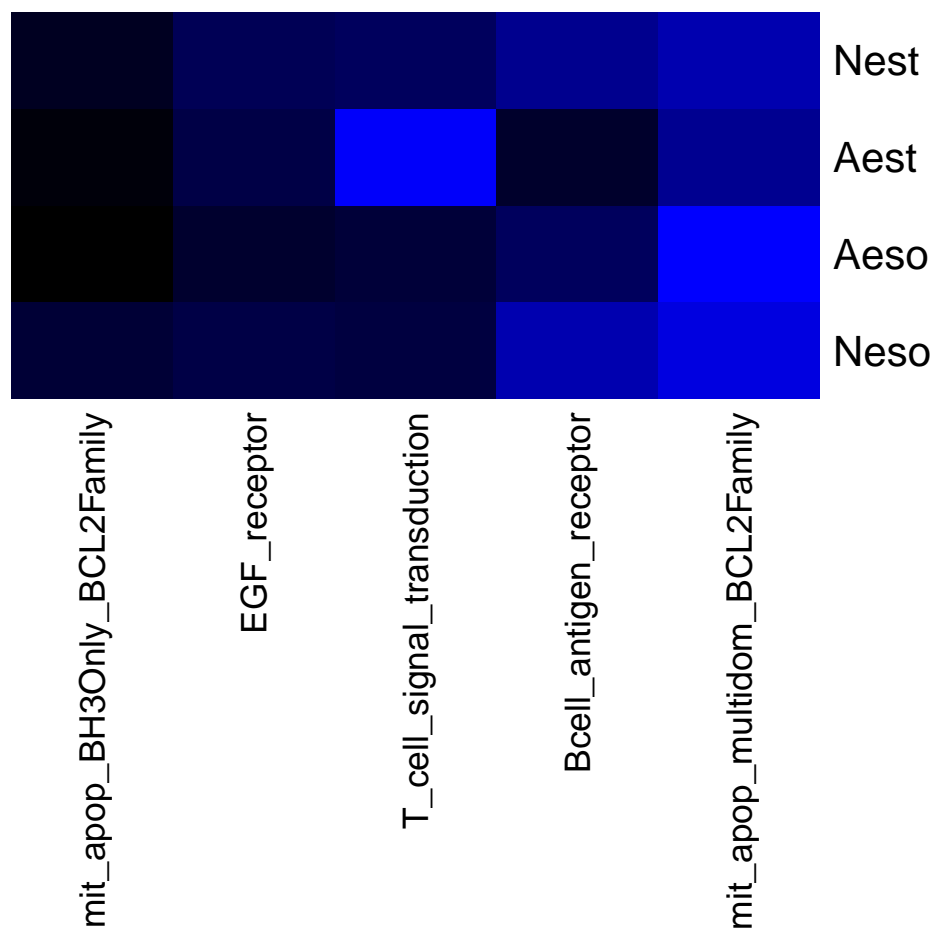 Nest
Aest
Aeso
Neso
mit_apop_BH3Only_BCL2Family
EGF_receptor
T_cell_signal_transduction
Bcell_antigen_receptor
mit_apop_multidom_BCL2Family